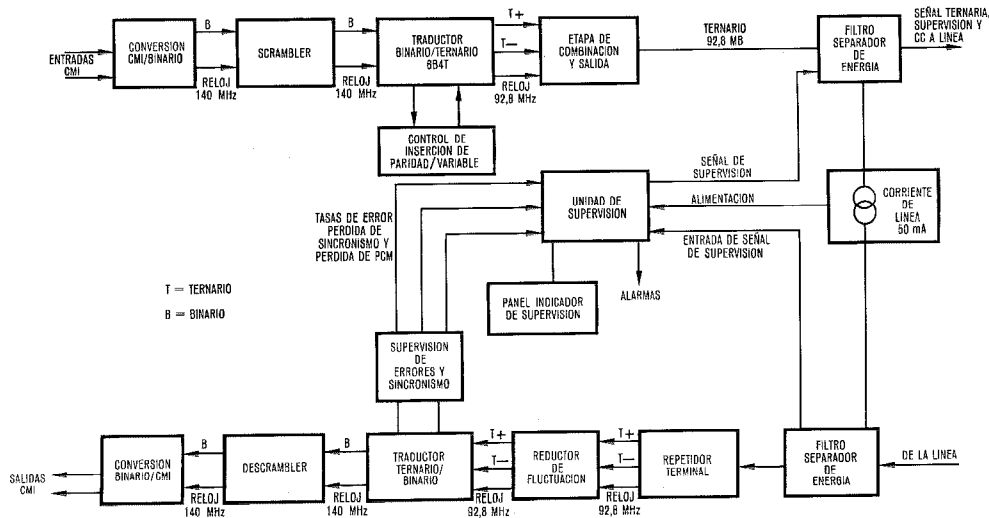 ENTRADAS
CMI
CONVERSION
CMI/BINARIO
B
RELOJ
140 MHz
SCRAMBLER
B
RELOJ
140 MHz
TRADUCTOR
BINARIO/TERNARIO
6B4T
T+
T—
RELOJ
92,8 MHz
ETAPA DE
COMBINACION
Y SALIDA
TERNARIO
92,8 MB
FILTRO
SEPARADOR
DE
ENERGIA
SEÑAL TERNARIA,
SUPERVISION Y
CC A LINEA
CONTROL DE
INSERCION DE
PARIDAD/VARIABLE
TASAS DE ERROR
PERDIDA DE
SINCRONISMO Y
PERDIDA DE PCM
UNIDAD DE
SUPERVISION
SEÑAL DE
SUPERVISION
ALIMENTACION
ENTRADA DE SEÑAL
DE SUPERVISION
CORRIENTE
DE
LINEA
50 mA
PANEL INDICADOR
DE SUPERVISION
ALARMAS
T = TERNARIO
B = BINARIO
SUPERVISION
DE
ERRORES Y
SINCRONISMO
SALIDAS
CMI
CONVERSION
BINARIO/CMI
B
RELOJ
140 MHz
DESCRAMBLER
B
RELOJ
140 MHz
TRADUCTOR
TERNARIO/
BINARIO
T+
T—
RELOJ
92,8 MHz
REDUCTOR
DE
FLUCTUACION
T+
T—
RELOJ
92,8 MHz
REPETIDOR
TERMINAL
FILTRO
SEPARADOR
DE
ENERGIA
DE LA LINEA